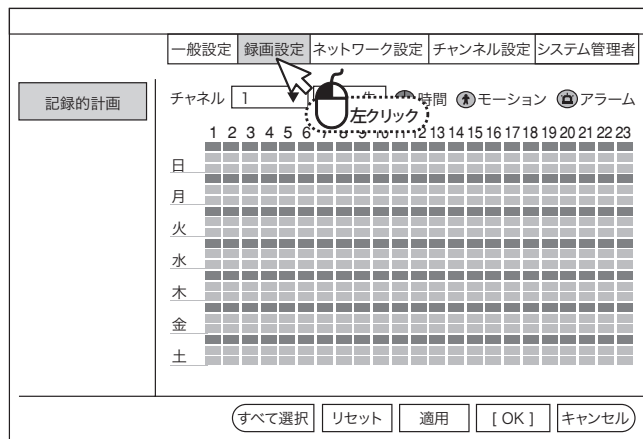 一般設定 録画設定 ネットワーク設定 チャンネル設定 システム管理者
記録的計画
チャネル 1 時間 モーション アラーム
左クリック
1 2 3 4 5 6 7 8 9 10 11 12 13 14 15 16 17 18 19 20 21 22 23
日
月
火
水
木
金
土
すべて選択 リセット 適用 [ OK ] キャンセル